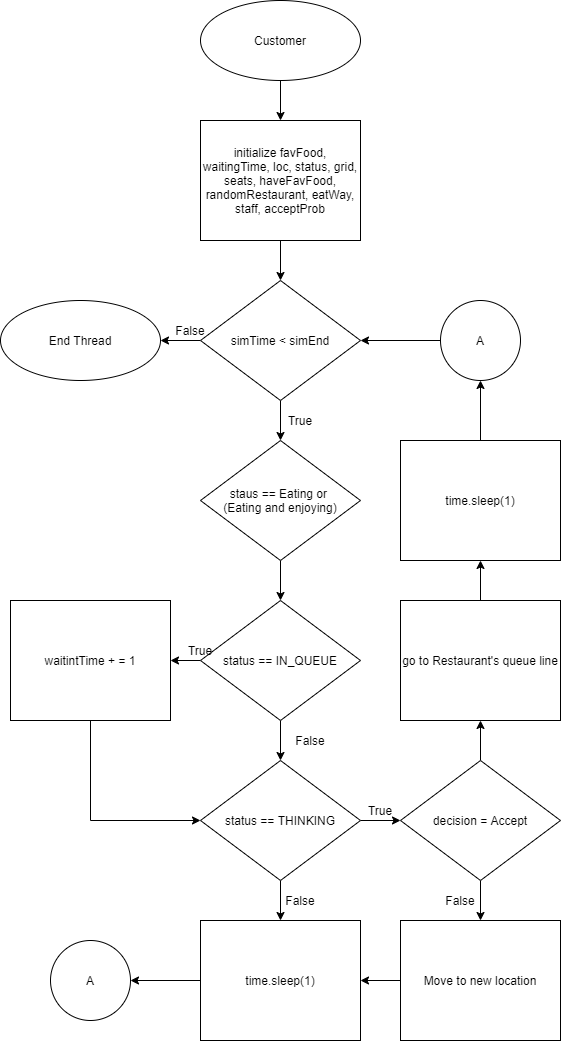 Customer
initialize favFood,
waitingTime, loc, status, grid,
seats, haveFavFood,
randomRestaurant, eatWay,
staff, acceptProb
End Thread
False
simTime < simEnd
A
True
staus == Eating or
(Eating and enjoying)
time.sleep(1)
waitintTime + = 1
True
status == IN_QUEUE
go to Restaurant's queue line
False
status == THINKING
True
decision = Accept
False
False
A
time.sleep(1)
Move to new location